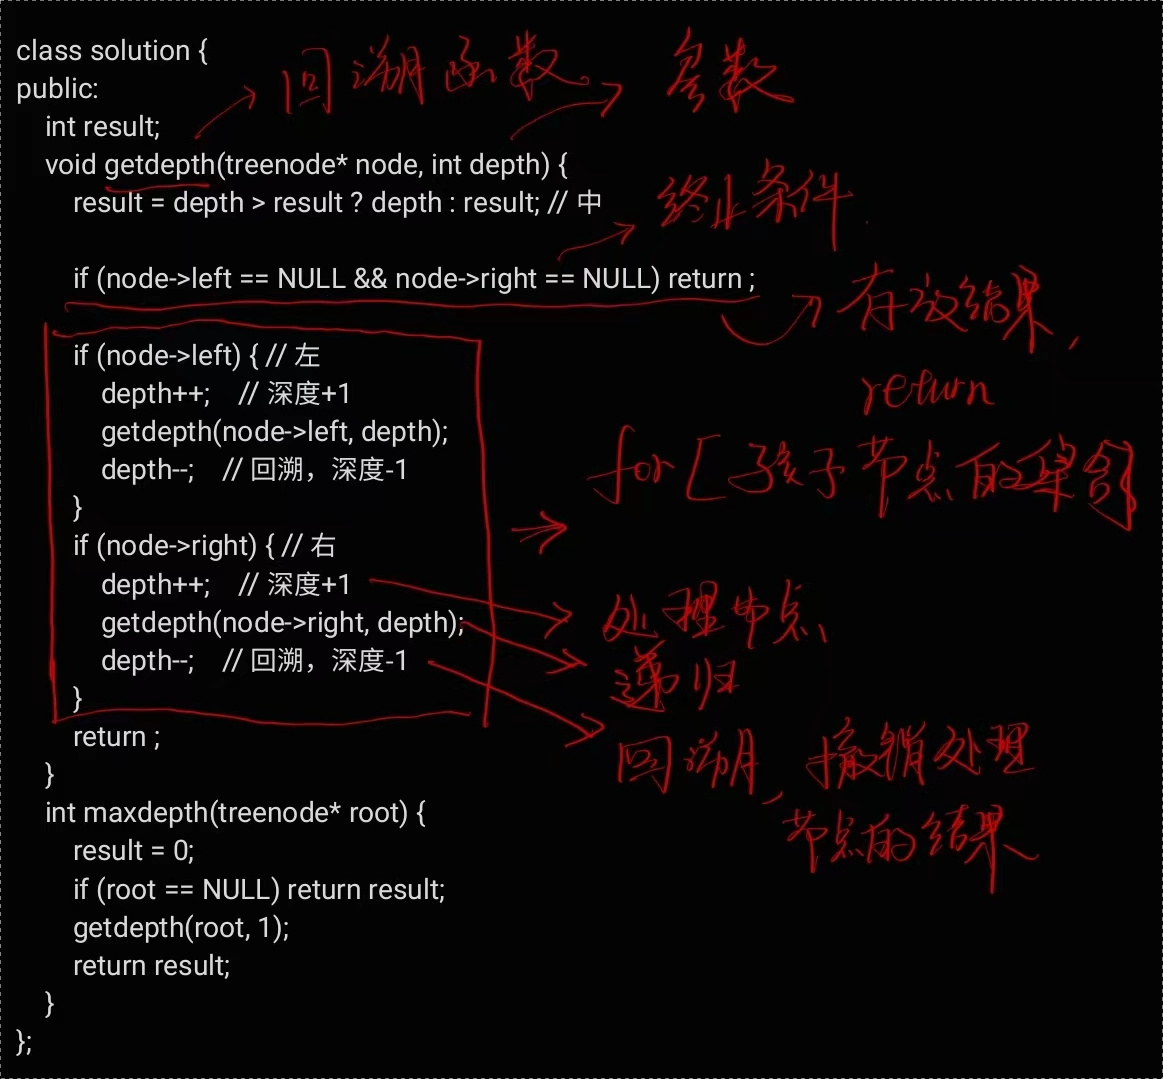 class solution {
回溯函数
参数
public:
int result;
void getdepth(treenode* node, int depth) {
result = depth > result ? depth : result; // 中
终止条件
if (node->left == NULL && node->right == NULL) return ;
存放结果,
return
if (node->left) { // 左
depth++; // 深度+1
getdepth(node->left, depth);
depth--; // 回溯，深度-1
}
for [孩子节点的集合
if (node->right) { // 右
depth++; // 深度+1
处理节点、
getdepth(node->right, depth);
递归
depth--; // 回溯，深度-1
回溯，撤销处理
节点的结果
}
return ;
}
int maxdepth(treenode* root) {
result = 0;
if (root == NULL) return result;
getdepth(root, 1);
return result;
}
};